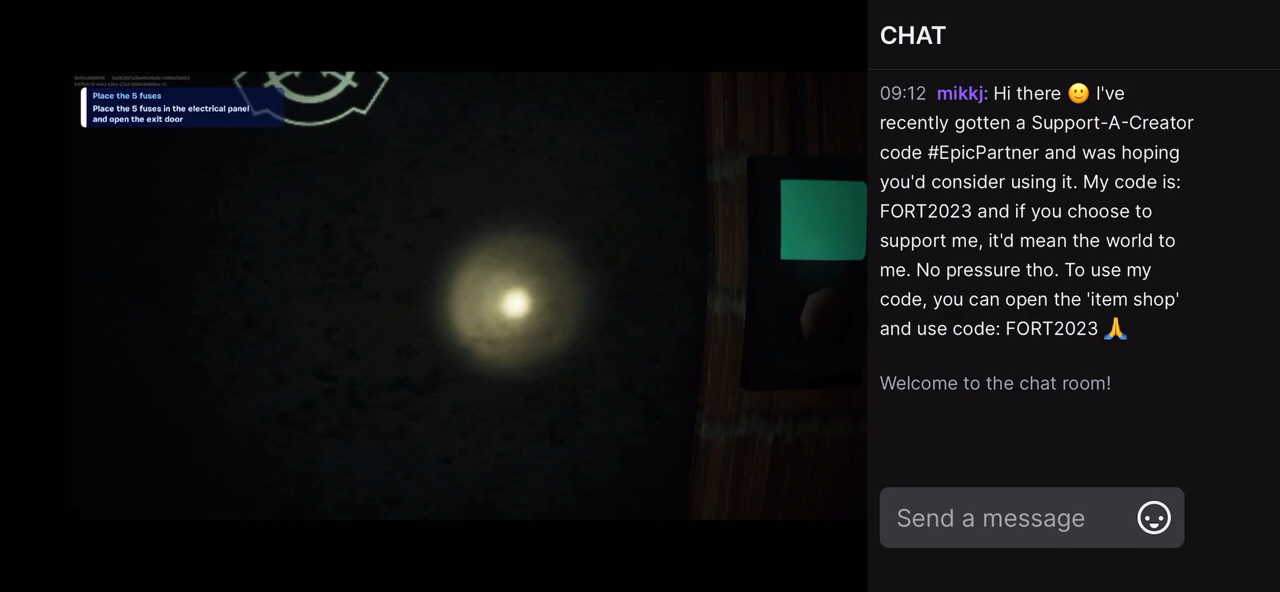 Place the 5 fuses
Place the 5 fuses in the electrical panel
and open the exit door
CHAT
09:12 mikkj: Hi there 🙂 I've
recently gotten a Support-A-Creator
code #EpicPartner and was hoping
you'd consider using it. My code is:
FORT2023 and if you choose to
support me, it'd mean the world to
me. No pressure tho. To use my
code, you can open the 'item shop'
and use code: FORT2023 🙏
Welcome to the chat room!
Send a message